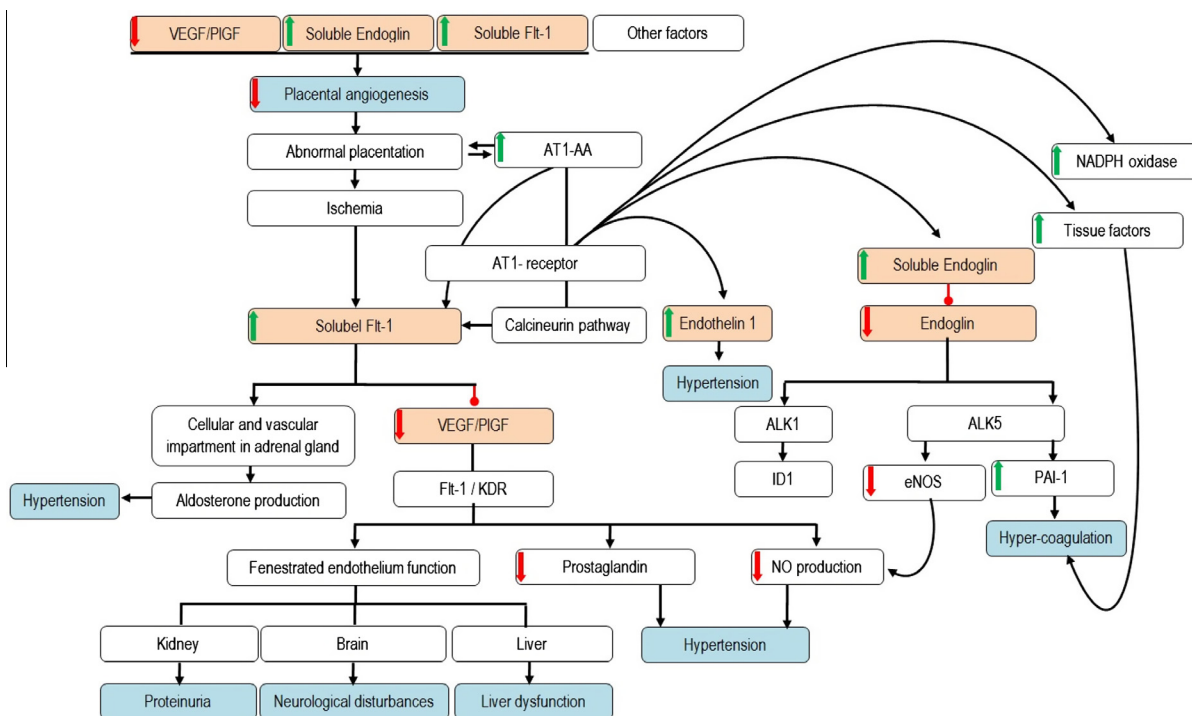 VEGF/PlGF
Soluble Endoglin
Soluble Flt-1
Other factors
Placental angiogenesis
Abnormal placentation
AT1-AA
NADPH oxidase
Ischemia
Tissue factors
AT1- receptor
Soluble Endoglin
Solubel Flt-1
Calcineurin pathway
Endothelin 1
Endoglin
Hypertension
Cellular and vascular
impartment in adrenal gland
VEGF/PlGF
ALK1
ALK5
Aldosterone production
Hypertension
Flt-1 / KDR
ID1
eNOS
PAI-1
Hyper-coagulation
Fenestrated endothelium function
Prostaglandin
NO production
Kidney
Brain
Liver
Hypertension
Proteinuria
Neurological disturbances
Liver dysfunction